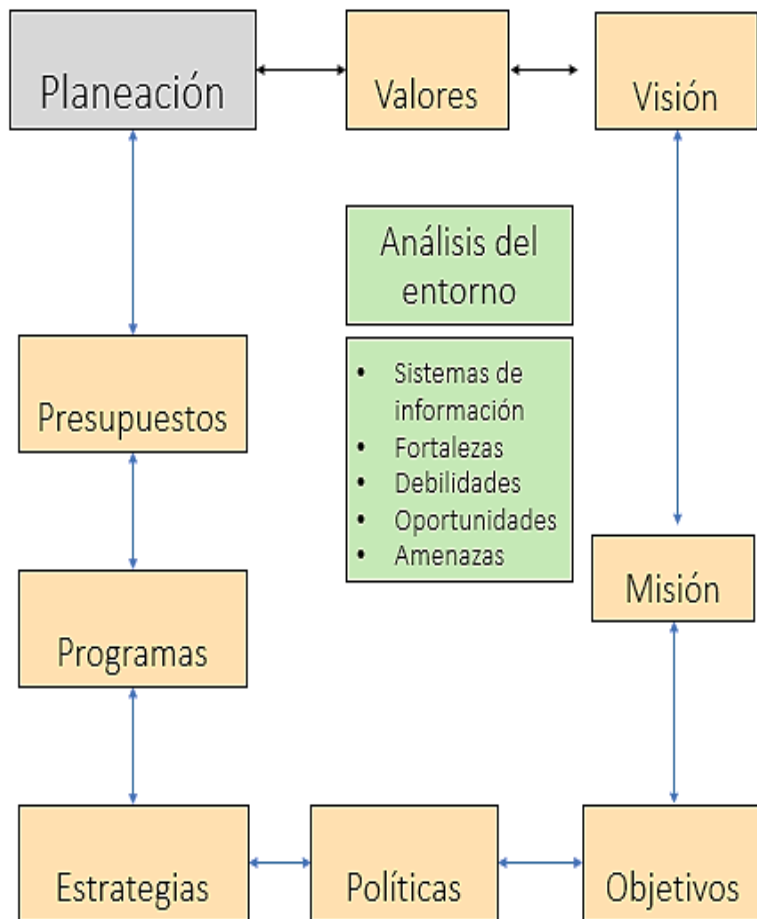 Planeación
Valores
Visión
Análisis del
entorno
• Sistemas de
información
• Fortalezas
• Debilidades
• Oportunidades
• Amenazas
Presupuestos
Misión
Programas
Estrategias
Políticas
Objetivos